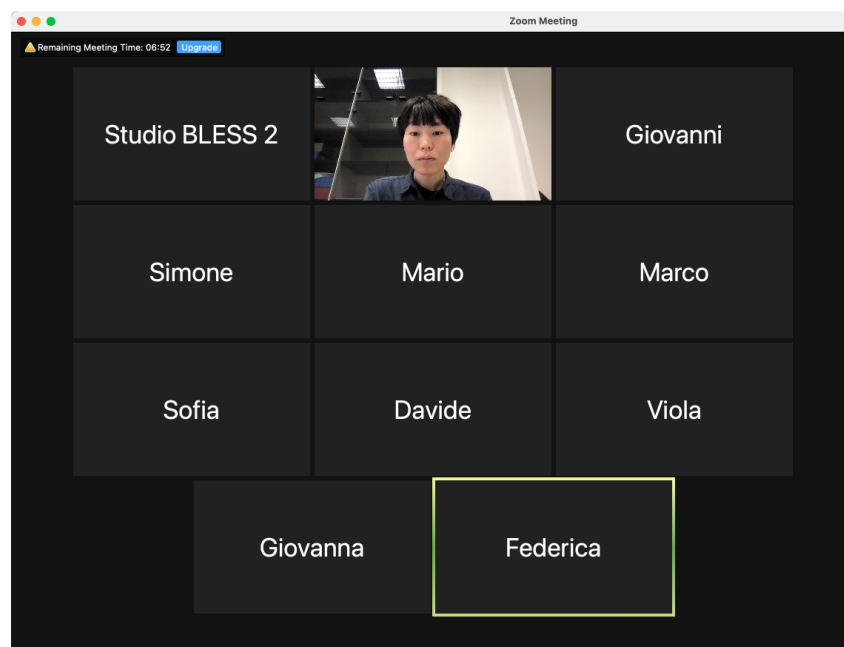 Zoom Meeting
Remaining Meeting Time: 06:52 Upgrade
Studio BLESS 2
Giovanni
Simone
Mario
Marco
Sofia
Davide
Viola
Giovanna
Federica